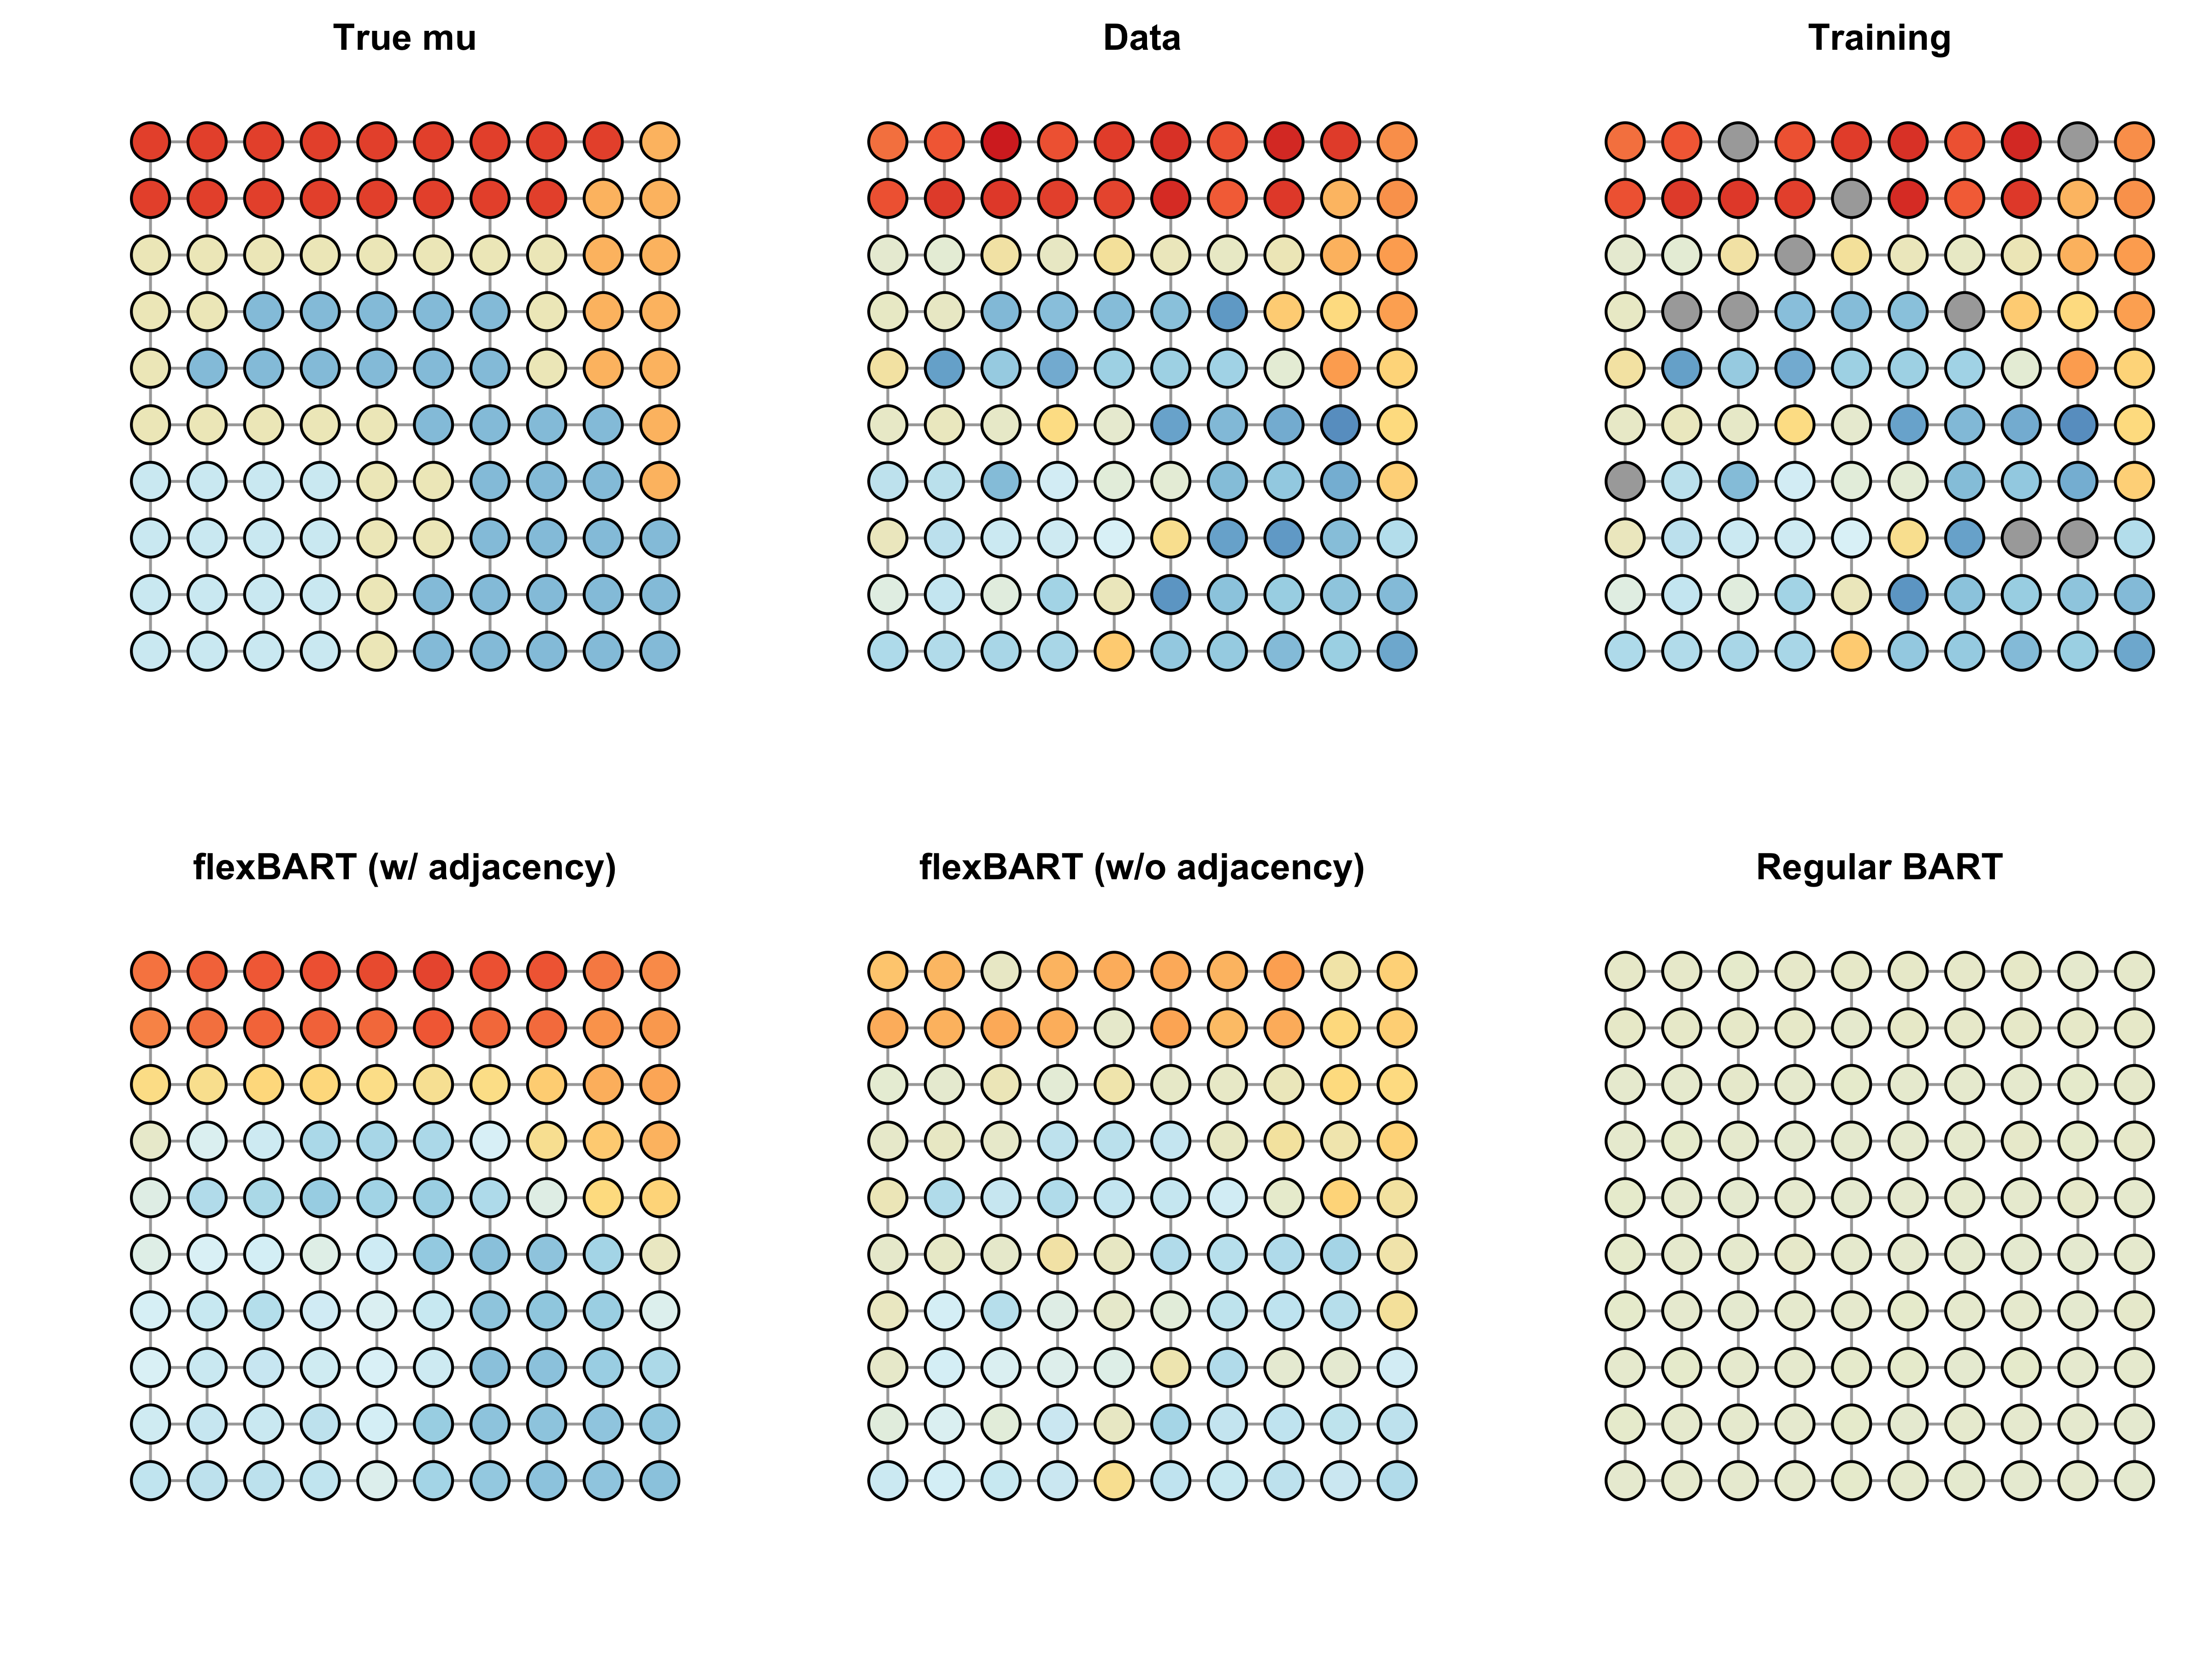 True mu
Data
Training
flexBART (w/ adjacency)
flexBART (w/o adjacency)
Regular BART